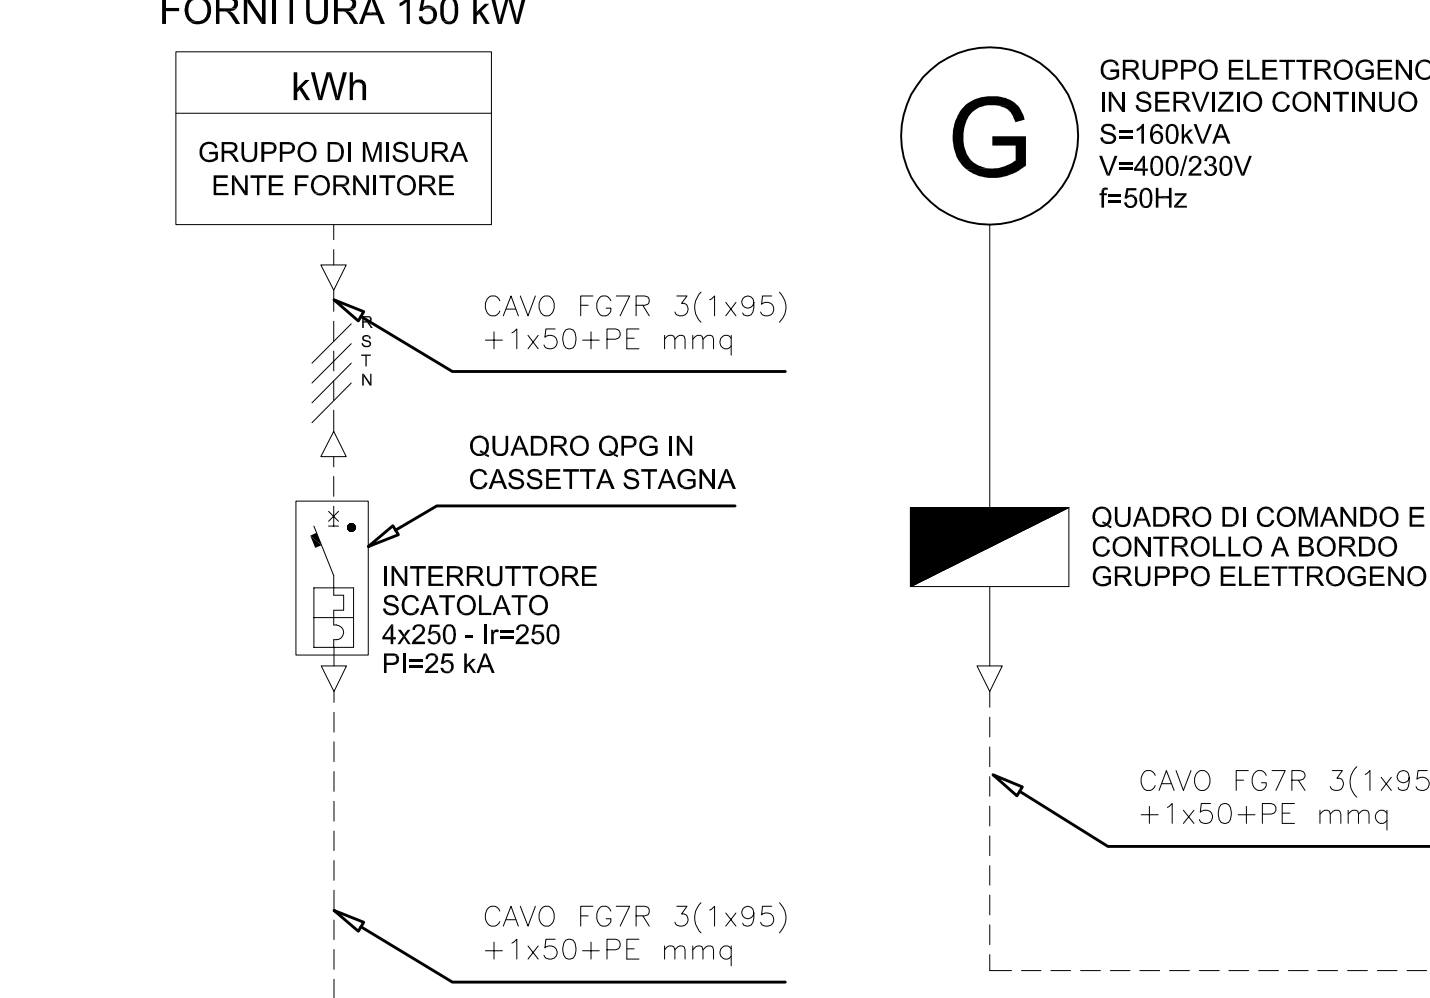 FORNITURA 150 kW
kWh
GRUPPO DI MISURA
ENTE FORNITORE
CAVO FG7R 3(1x95)
+1x50+PE mmq
R
S
T
N
QUADRO QPG IN
CASSETTA STAGNA
INTERRUTTORE
SCATOLATO
4x250 - Ir=250
PI=25 kA
CAVO FG7R 3(1x95)
+1x50+PE mmq
G
GRUPPO ELETTROGENO
IN SERVIZIO CONTINUO
S=160kVA
V=400/230V
f=50Hz
QUADRO DI COMANDO E
CONTROLLO A BORDO
GRUPPO ELETTROGENO
CAVO FG7R 3(1x95
+1x50+PE mmq